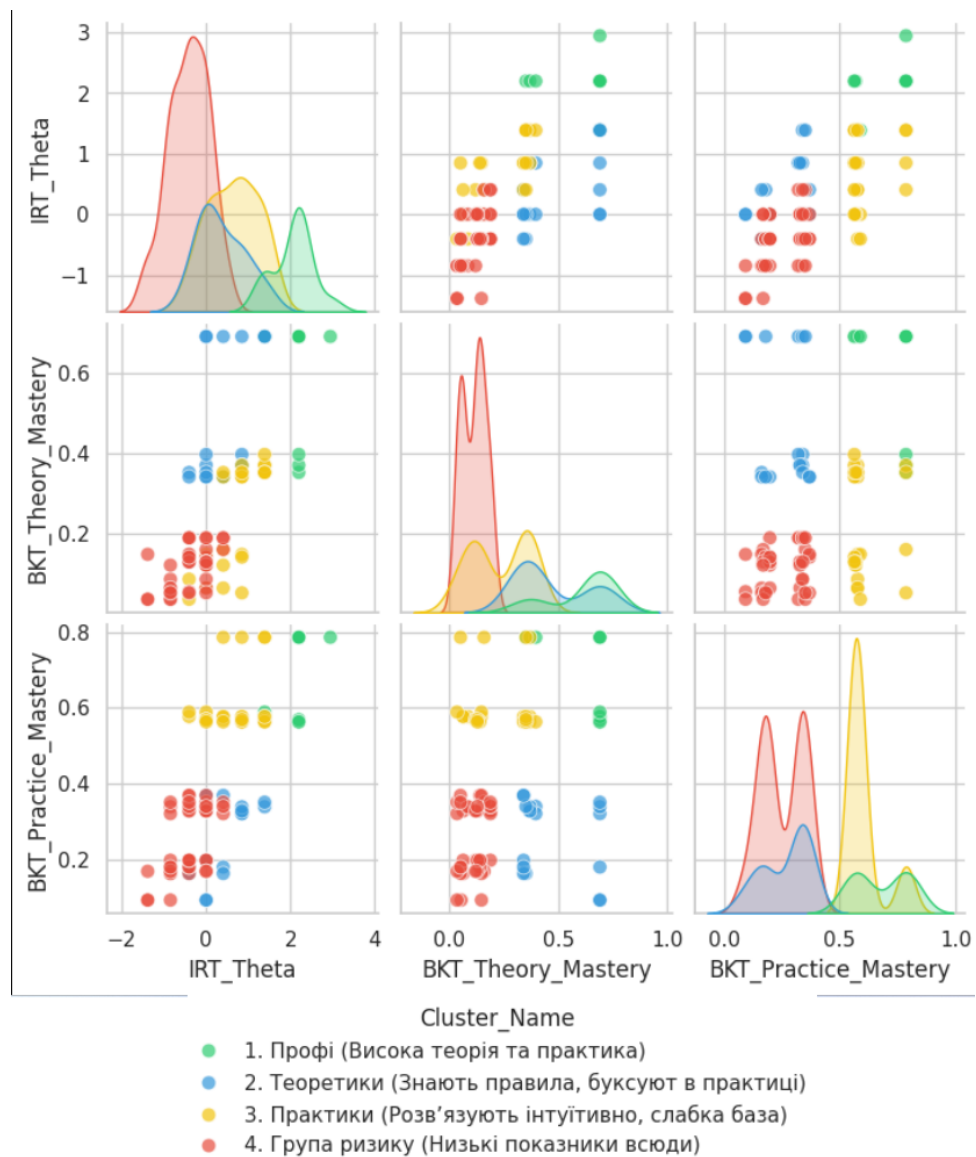 3
2
1
0
−1
IRT_Theta
0.6
0.4
0.2
BKT_Theory_Mastery
0.8
0.6
0.4
0.2
BKT_Practice_Mastery
−2 0 2 4
0.0 0.5 1.0
0.0 0.5 1.0
IRT_Theta
BKT_Theory_Mastery
BKT_Practice_Mastery
Cluster_Name
1. Профі (Висока теорія та практика)
2. Теоретики (Знають правила, буксуют в практиці)
3. Практики (Розв’язують інтуїтивно, слабка база)
4. Група ризику (Низькі показники всюди)